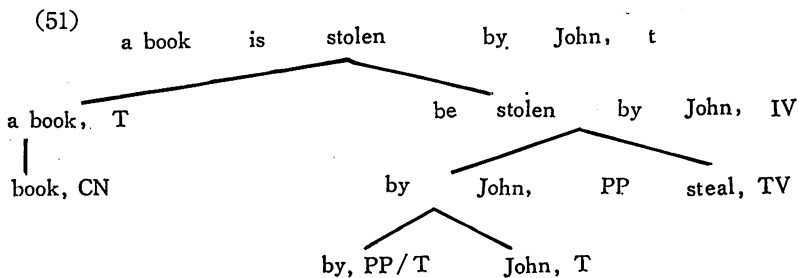 (51)
a book is stolen by John, t
a book, T be stolen by John, IV
book, CN by John, PP steal, TV
by, PP/T John, T